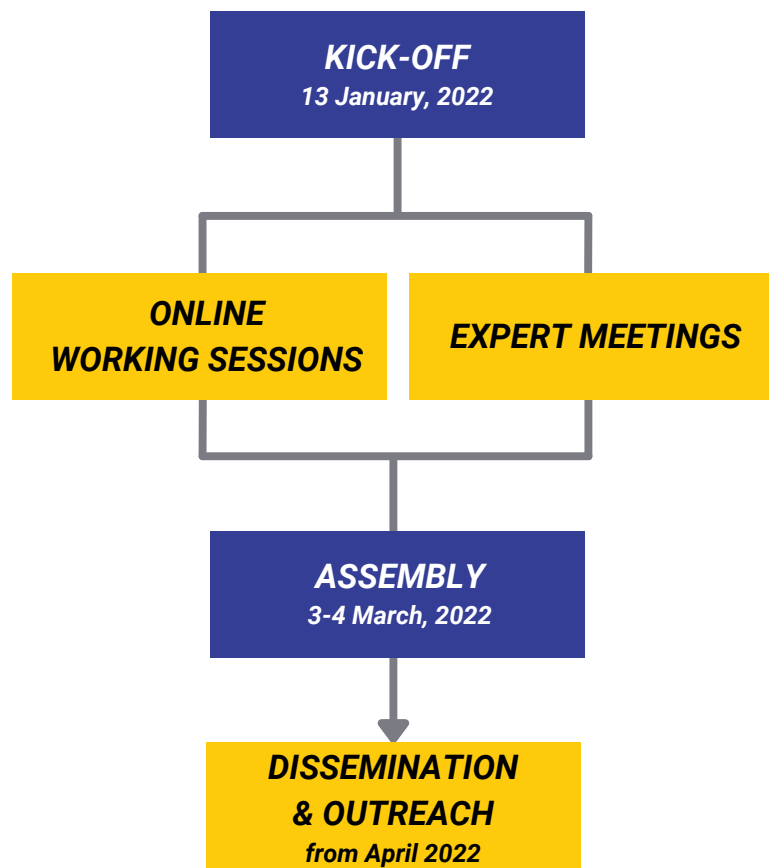 KICK-OFF
13 January, 2022
ONLINE
WORKING SESSIONS
EXPERT MEETINGS
ASSEMBLY
3-4 March, 2022
DISSEMINATION
& OUTREACH
from April 2022